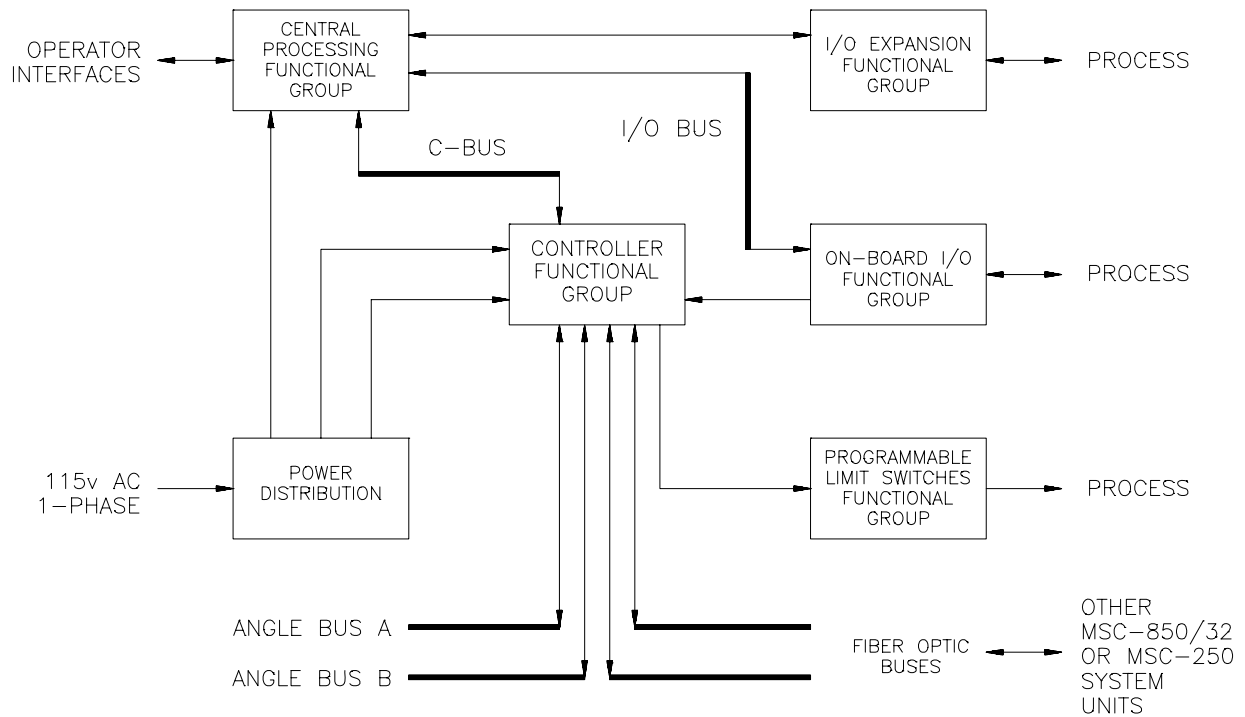 OPERATOR
INTERFACES
CENTRAL
PROCESSING
FUNCTIONAL
GROUP
I/O EXPANSION
FUNCTIONAL
GROUP
PROCESS
I/O BUS
C-BUS
CONTROLLER
FUNCTIONAL
GROUP
ON-BOARD I/O
FUNCTIONAL
GROUP
PROCESS
115v AC
1-PHASE
POWER
DISTRIBUTION
PROGRAMMABLE
LIMIT SWITCHES
FUNCTIONAL
GROUP
PROCESS
ANGLE BUS A
ANGLE BUS B
FIBER OPTIC
BUSES
OTHER
MSC-850/32
OR MSC-250
SYSTEM
UNITS